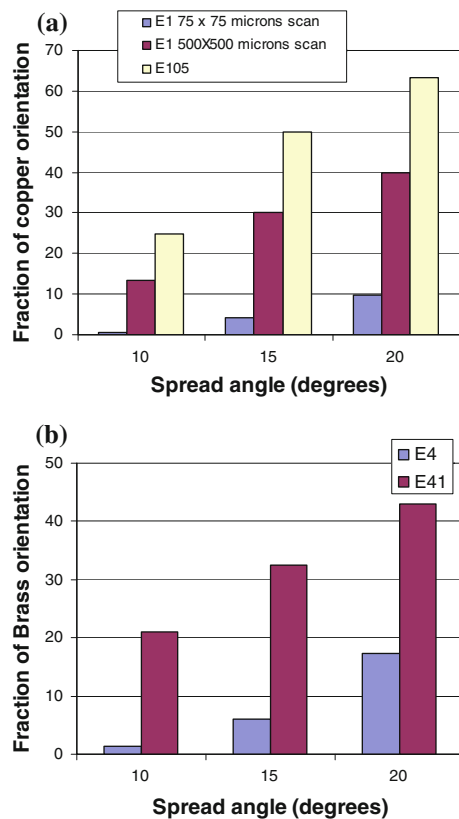 (a)
E1 75 x 75 microns scan
E1 500X500 microns scan
E105
70
60
50
40
30
20
10
0
Fraction of copper orientation
10 15 20
Spread angle (degrees)
(b)
E4
E41
50
40
30
20
10
0
Fraction of Brass orientation
10 15 20
Spread angle (degrees)